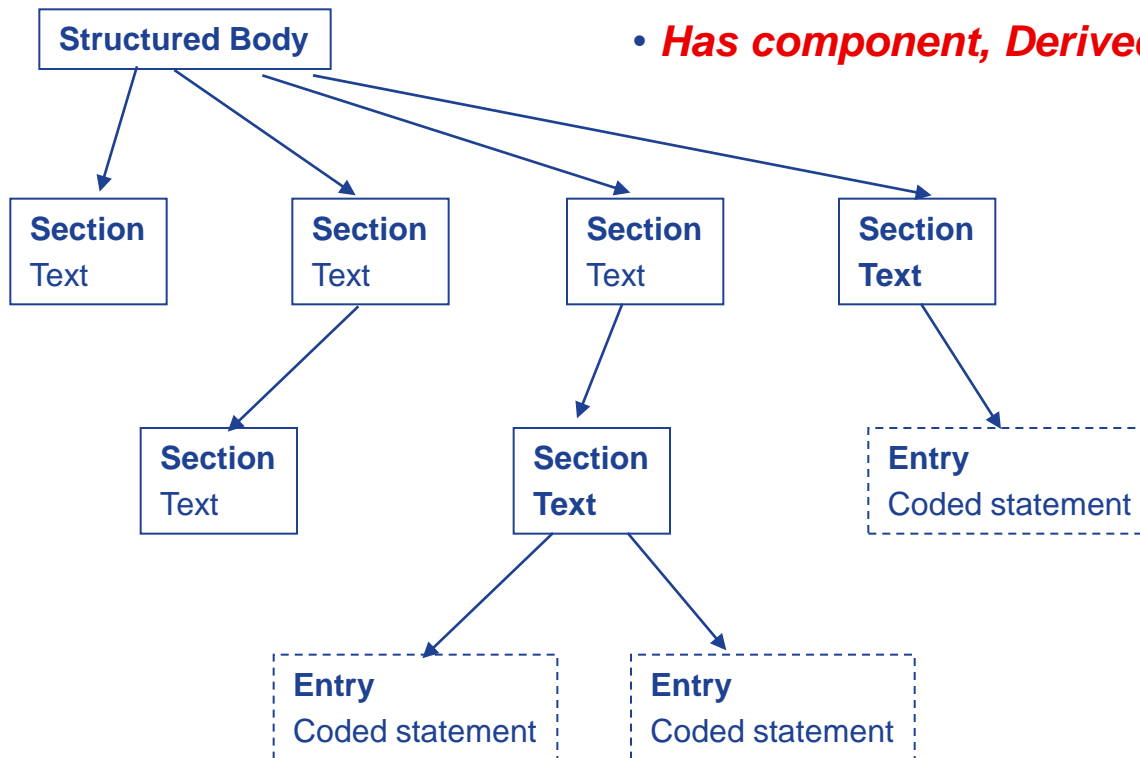 Structured Body
• Has component, Derived
Section
Text
Section
Text
Section
Text
Section
Text
Section
Text
Section
Text
Entry
Coded statement
Entry
Coded statement
Entry
Coded statement